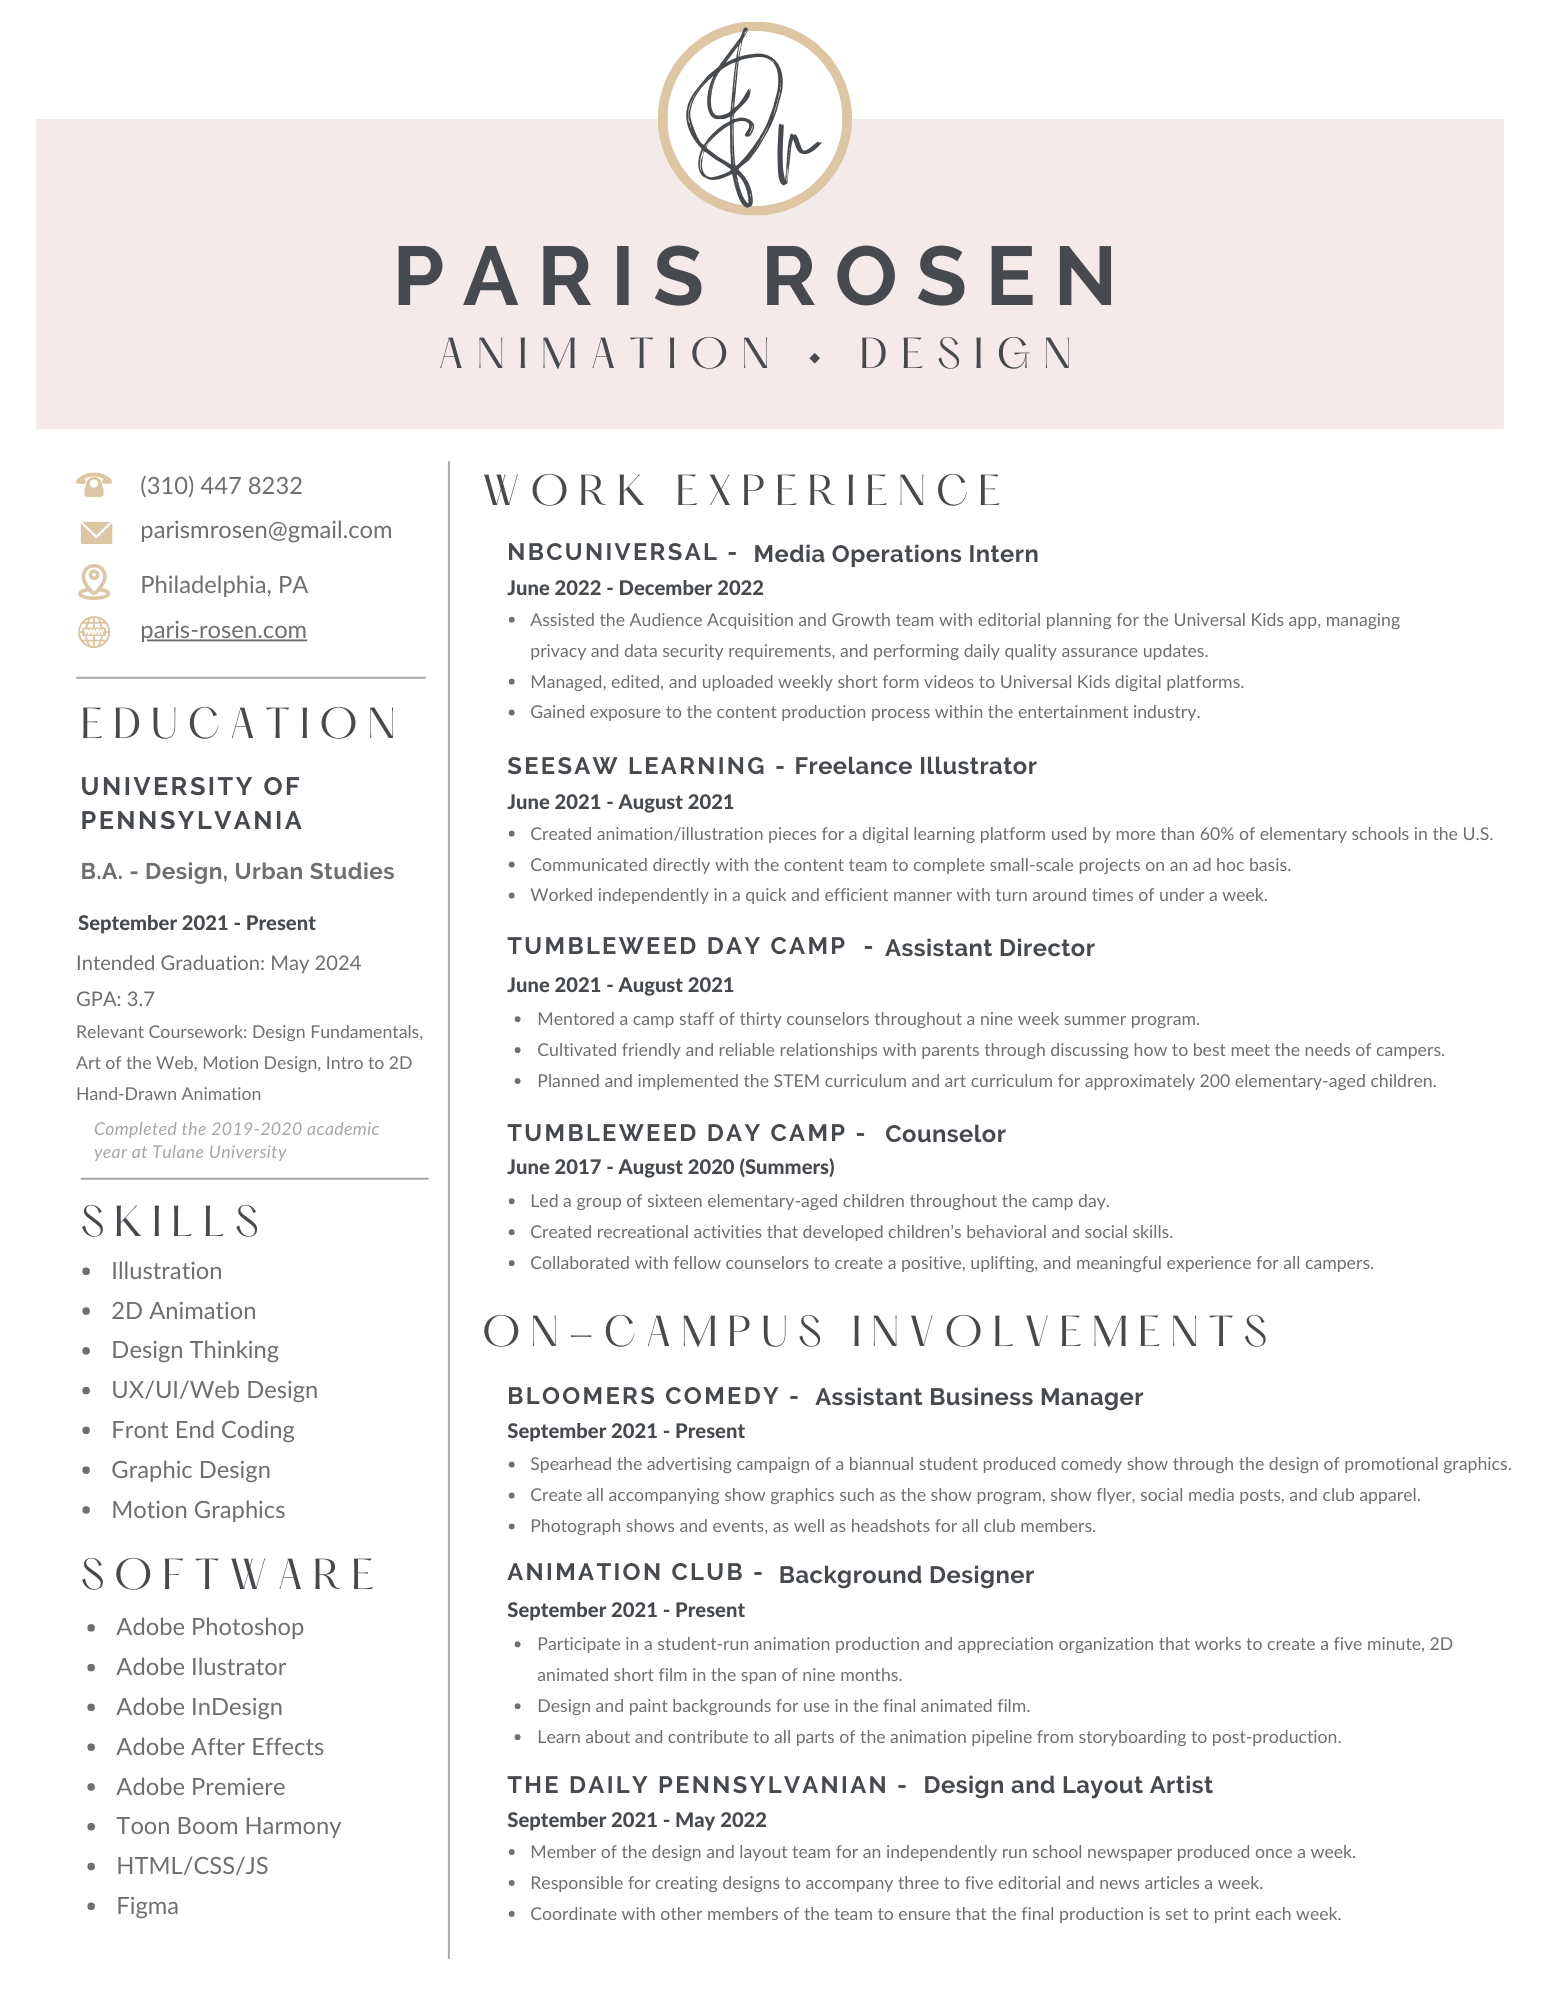 PARIS ROSEN
ANIMATION ⬥ DESIGN
(310) 447 8232
parismrosen@gmail.com
Philadelphia, PA
www
paris-rosen.com
EDUCATION
UNIVERSITY OF
PENNSYLVANIA
B.A. - Design, Urban Studies
September 2021 - Present
Intended Graduation: May 2024
GPA: 3.7
Relevant Coursework: Design Fundamentals,
Art of the Web, Motion Design, Intro to 2D
Hand-Drawn Animation
Completed the 2019-2020 academic
year at Tulane University
SKILLS
• Illustration
• 2D Animation
• Design Thinking
• UX/UI/Web Design
• Front End Coding
• Graphic Design
• Motion Graphics
SOFTWARE
• Adobe Photoshop
• Adobe Ilustrator
• Adobe InDesign
• Adobe After Effects
• Adobe Premiere
• Toon Boom Harmony
• HTML/CSS/JS
• Figma
WORK EXPERIENCE
NBCUNIVERSAL - Media Operations Intern
June 2022 - December 2022
• Assisted the Audience Acquisition and Growth team with editorial planning for the Universal Kids app, managing
privacy and data security requirements, and performing daily quality assurance updates.
• Managed, edited, and uploaded weekly short form videos to Universal Kids digital platforms.
• Gained exposure to the content production process within the entertainment industry.
SEESAW LEARNING - Freelance Illustrator
June 2021 - August 2021
• Created animation/illustration pieces for a digital learning platform used by more than 60% of elementary schools in the U.S.
• Communicated directly with the content team to complete small-scale projects on an ad hoc basis.
• Worked independently in a quick and efficient manner with turn around times of under a week.
TUMBLEWEED DAY CAMP - Assistant Director
June 2021 - August 2021
• Mentored a camp staff of thirty counselors throughout a nine week summer program.
• Cultivated friendly and reliable relationships with parents through discussing how to best meet the needs of campers.
• Planned and implemented the STEM curriculum and art curriculum for approximately 200 elementary-aged children.
TUMBLEWEED DAY CAMP - Counselor
June 2017 - August 2020 (Summers)
• Led a group of sixteen elementary-aged children throughout the camp day.
• Created recreational activities that developed children's behavioral and social skills.
• Collaborated with fellow counselors to create a positive, uplifting, and meaningful experience for all campers.
ON-CAMPUS INVOLVEMENTS
BLOOMERS COMEDY - Assistant Business Manager
September 2021 - Present
• Spearhead the advertising campaign of a biannual student produced comedy show through the design of promotional graphics.
• Create all accompanying show graphics such as the show program, show flyer, social media posts, and club apparel.
• Photograph shows and events, as well as headshots for all club members.
ANIMATION CLUB - Background Designer
September 2021 - Present
• Participate in a student-run animation production and appreciation organization that works to create a five minute, 2D
animated short film in the span of nine months.
• Design and paint backgrounds for use in the final animated film.
• Learn about and contribute to all parts of the animation pipeline from storyboarding to post-production.
THE DAILY PENNSYLVANIAN - Design and Layout Artist
September 2021 - May 2022
• Member of the design and layout team for an independently run school newspaper produced once a week.
• Responsible for creating designs to accompany three to five editorial and news articles a week.
• Coordinate with other members of the team to ensure that the final production is set to print each week.